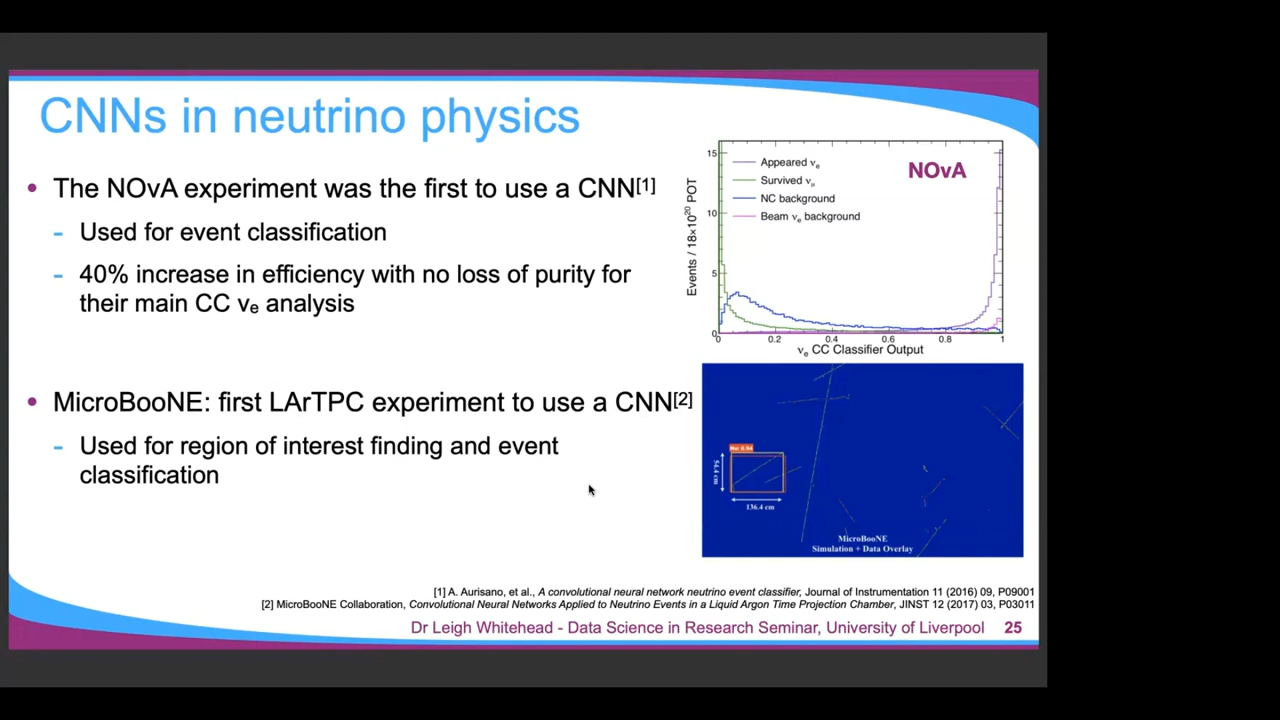 CNNs in neutrino physics
• The NOvA experiment was the first to use a CNN[1]
- Used for event classification
- 40% increase in efficiency with no loss of purity for
their main CC νe analysis
• MicroBooNE: first LArTPC experiment to use a CNN[2]
- Used for region of interest finding and event
classification
NOvA
Appeared νe
Survived νμ
NC background
Beam νe background
Events / 18×10^20 POT
15
10
5
0
0 0.2 0.4 0.6 0.8 1
νe CC Classifier Output
54.4 cm
136.4 cm
MicroBooNE
Simulation + Data Overlay
[1] A. Aurisano, et al., A convolutional neural network neutrino event classifier, Journal of Instrumentation 11 (2016) 09, P09001
[2] MicroBooNE Collaboration, Convolutional Neural Networks Applied to Neutrino Events in a Liquid Argon Time Projection Chamber, JINST 12 (2017) 03, P03011
Dr Leigh Whitehead - Data Science in Research Seminar, University of Liverpool 25